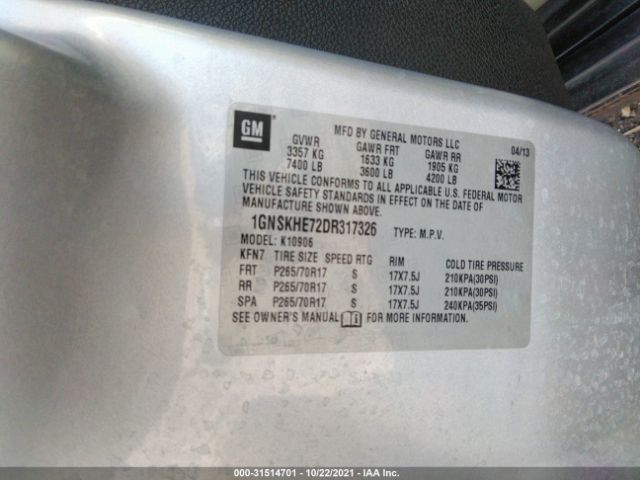 GM
MFD BY GENERAL MOTORS LLC
04/13
GVWR GAWR FRT GAWR RR
3357 KG 1633 KG 1905 KG
7400 LB 3600 LB 4200 LB
THIS VEHICLE CONFORMS TO ALL APPLICABLE U.S. FEDERAL MOTOR
VEHICLE SAFETY STANDARDS IN EFFECT ON THE DATE OF
MANUFACTURE SHOWN ABOVE.
1GNSKHE72DR317326 TYPE: M.P.V.
MODEL: K10906
KFN7 TIRE SIZE SPEED RTG RIM COLD TIRE PRESSURE
FRT P265/70R17 S 17X7.5J 210KPA(30PSI)
RR P265/70R17 S 17X7.5J 210KPA(30PSI)
SPA P265/70R17 S 17X7.5J 240KPA(35PSI)
SEE OWNER'S MANUAL FOR MORE INFORMATION.
000-31514701 - 10/22/2021 - IAA Inc.